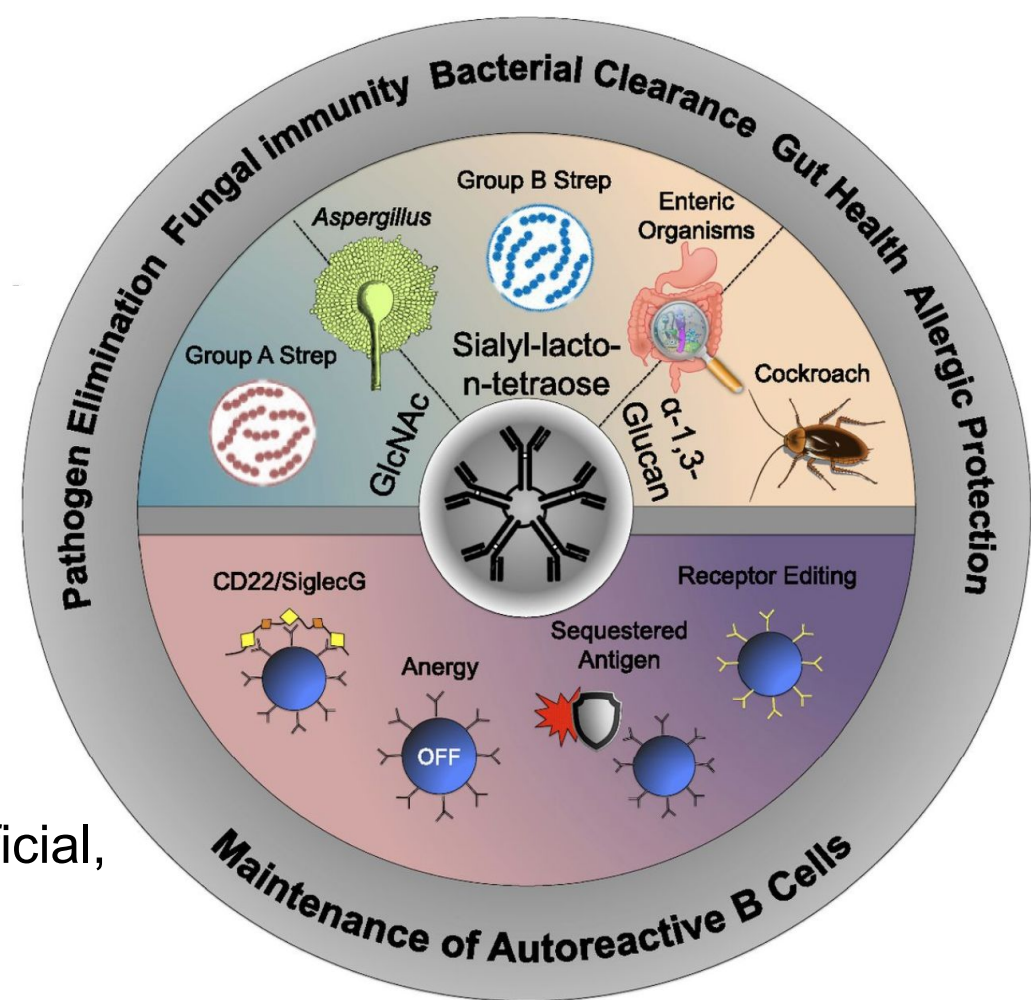 Pathogen Elimination
Fungal immunity
Bacterial Clearance
Gut Health
Allergic Protection
Group A Strep
Aspergillus
GlcNAc
Group B Strep
Sialyl-lacto-
n-tetraose
Enteric
Organisms
α-1,3-
Glucan
Cockroach
CD22/SiglecG
Anergy
OFF
Sequestered
Antigen
Receptor Editing
Maintenance of Autoreactive B Cells